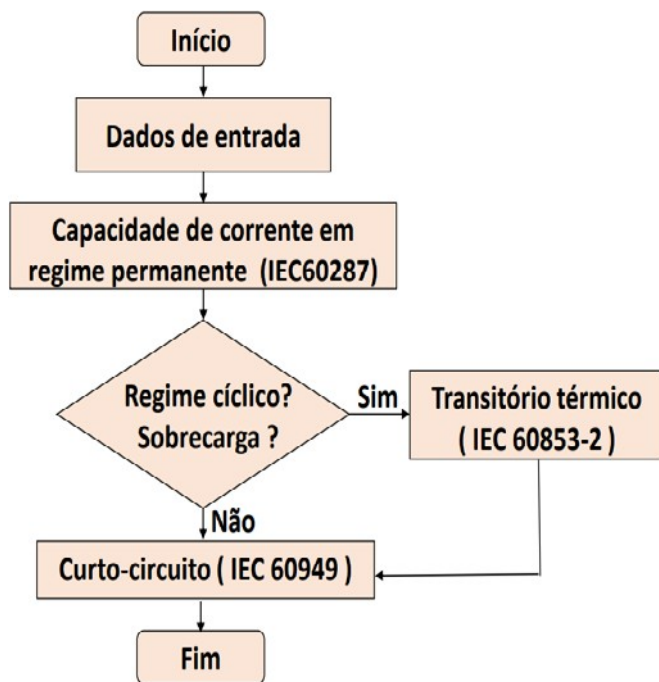 Início
Dados de entrada
Capacidade de corrente em
regime permanente (IEC60287)
Regime cíclico?
Sobrecarga ?
Sim
Transitório térmico
( IEC 60853-2 )
Não
Curto-circuito ( IEC 60949 )
Fim